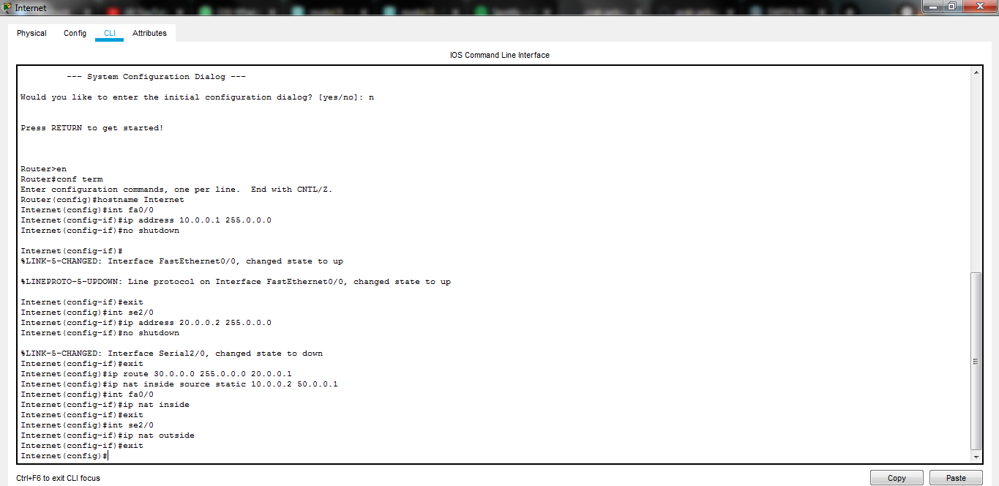 Internet
Physical Config CLI Attributes
IOS Command Line Interface
--- System Configuration Dialog ---
Would you like to enter the initial configuration dialog? [yes/no]: n
Press RETURN to get started!
Router>en
Router#conf term
Enter configuration commands, one per line.  End with CNTL/Z.
Router(config)#hostname Internet
Internet(config)#int fa0/0
Internet(config-if)#ip address 10.0.0.1 255.0.0.0
Internet(config-if)#no shutdown
Internet(config-if)#
%LINK-5-CHANGED: Interface FastEthernet0/0, changed state to up
%LINEPROTO-5-UPDOWN: Line protocol on Interface FastEthernet0/0, changed state to up
Internet(config-if)#exit
Internet(config)#int se2/0
Internet(config-if)#ip address 20.0.0.2 255.0.0.0
Internet(config-if)#no shutdown
%LINK-5-CHANGED: Interface Serial2/0, changed state to down
Internet(config-if)#exit
Internet(config)#ip route 30.0.0.0 255.0.0.0 20.0.0.1
Internet(config)#ip nat inside source static 10.0.0.2 50.0.0.1
Internet(config)#int fa0/0
Internet(config-if)#ip nat inside
Internet(config-if)#exit
Internet(config)#int se2/0
Internet(config-if)#ip nat outside
Internet(config-if)#exit
Internet(config)#
Ctrl+F6 to exit CLI focus
Copy Paste